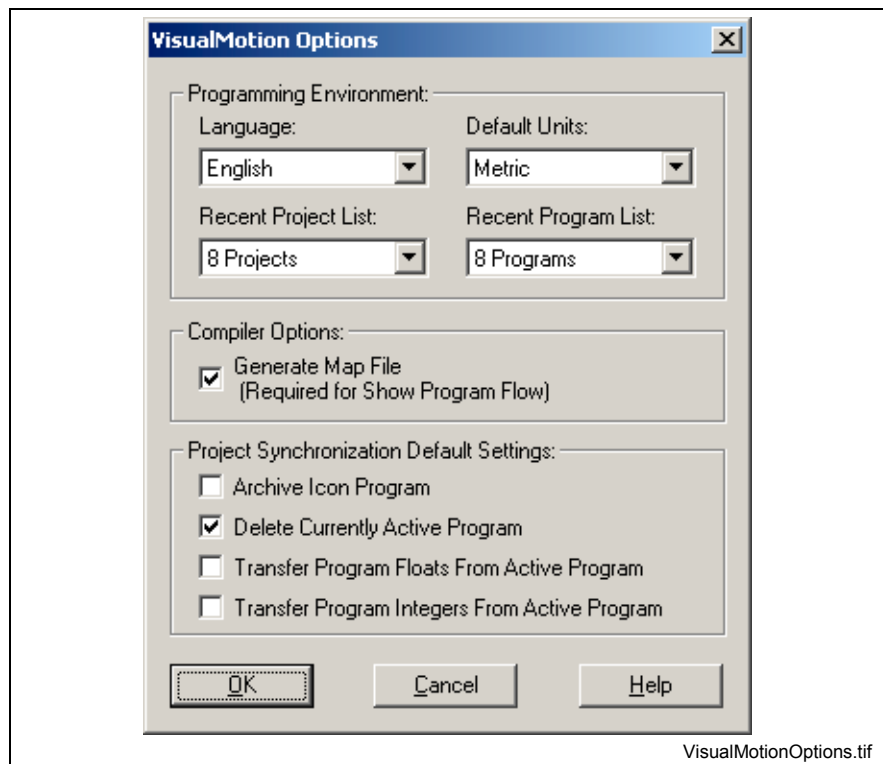 VisualMotion Options
Programming Environment:
Language:
Default Units:
English
Metric
Recent Project List:
Recent Program List:
8 Projects
8 Programs
Compiler Options:
Generate Map File
(Required for Show Program Flow)
Project Synchronization Default Settings:
Archive Icon Program
Delete Currently Active Program
Transfer Program Floats From Active Program
Transfer Program Integers From Active Program
OK
Cancel
Help
VisualMotionOptions.tif